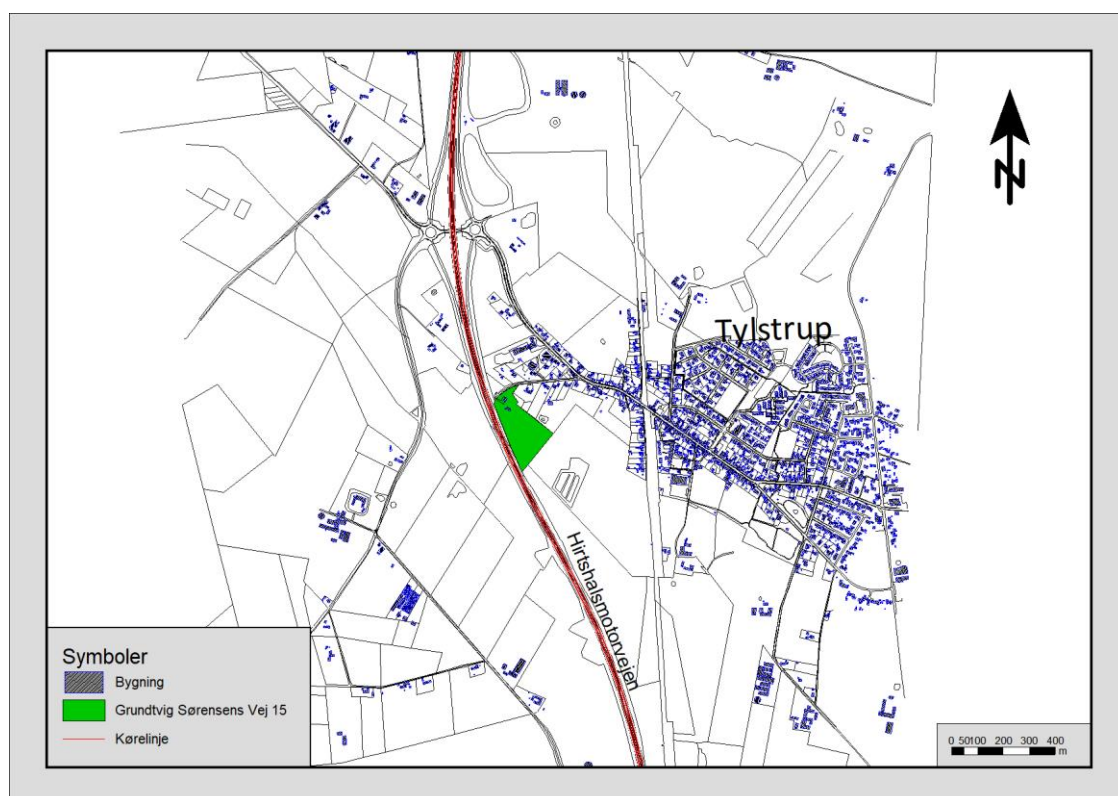 N
Tylstrup
Hirtshalsmotorvejen
Symboler
Bygning
Grundtvig Sørensens Vej 15
Kørelinje
0 50100 200 300 400
m